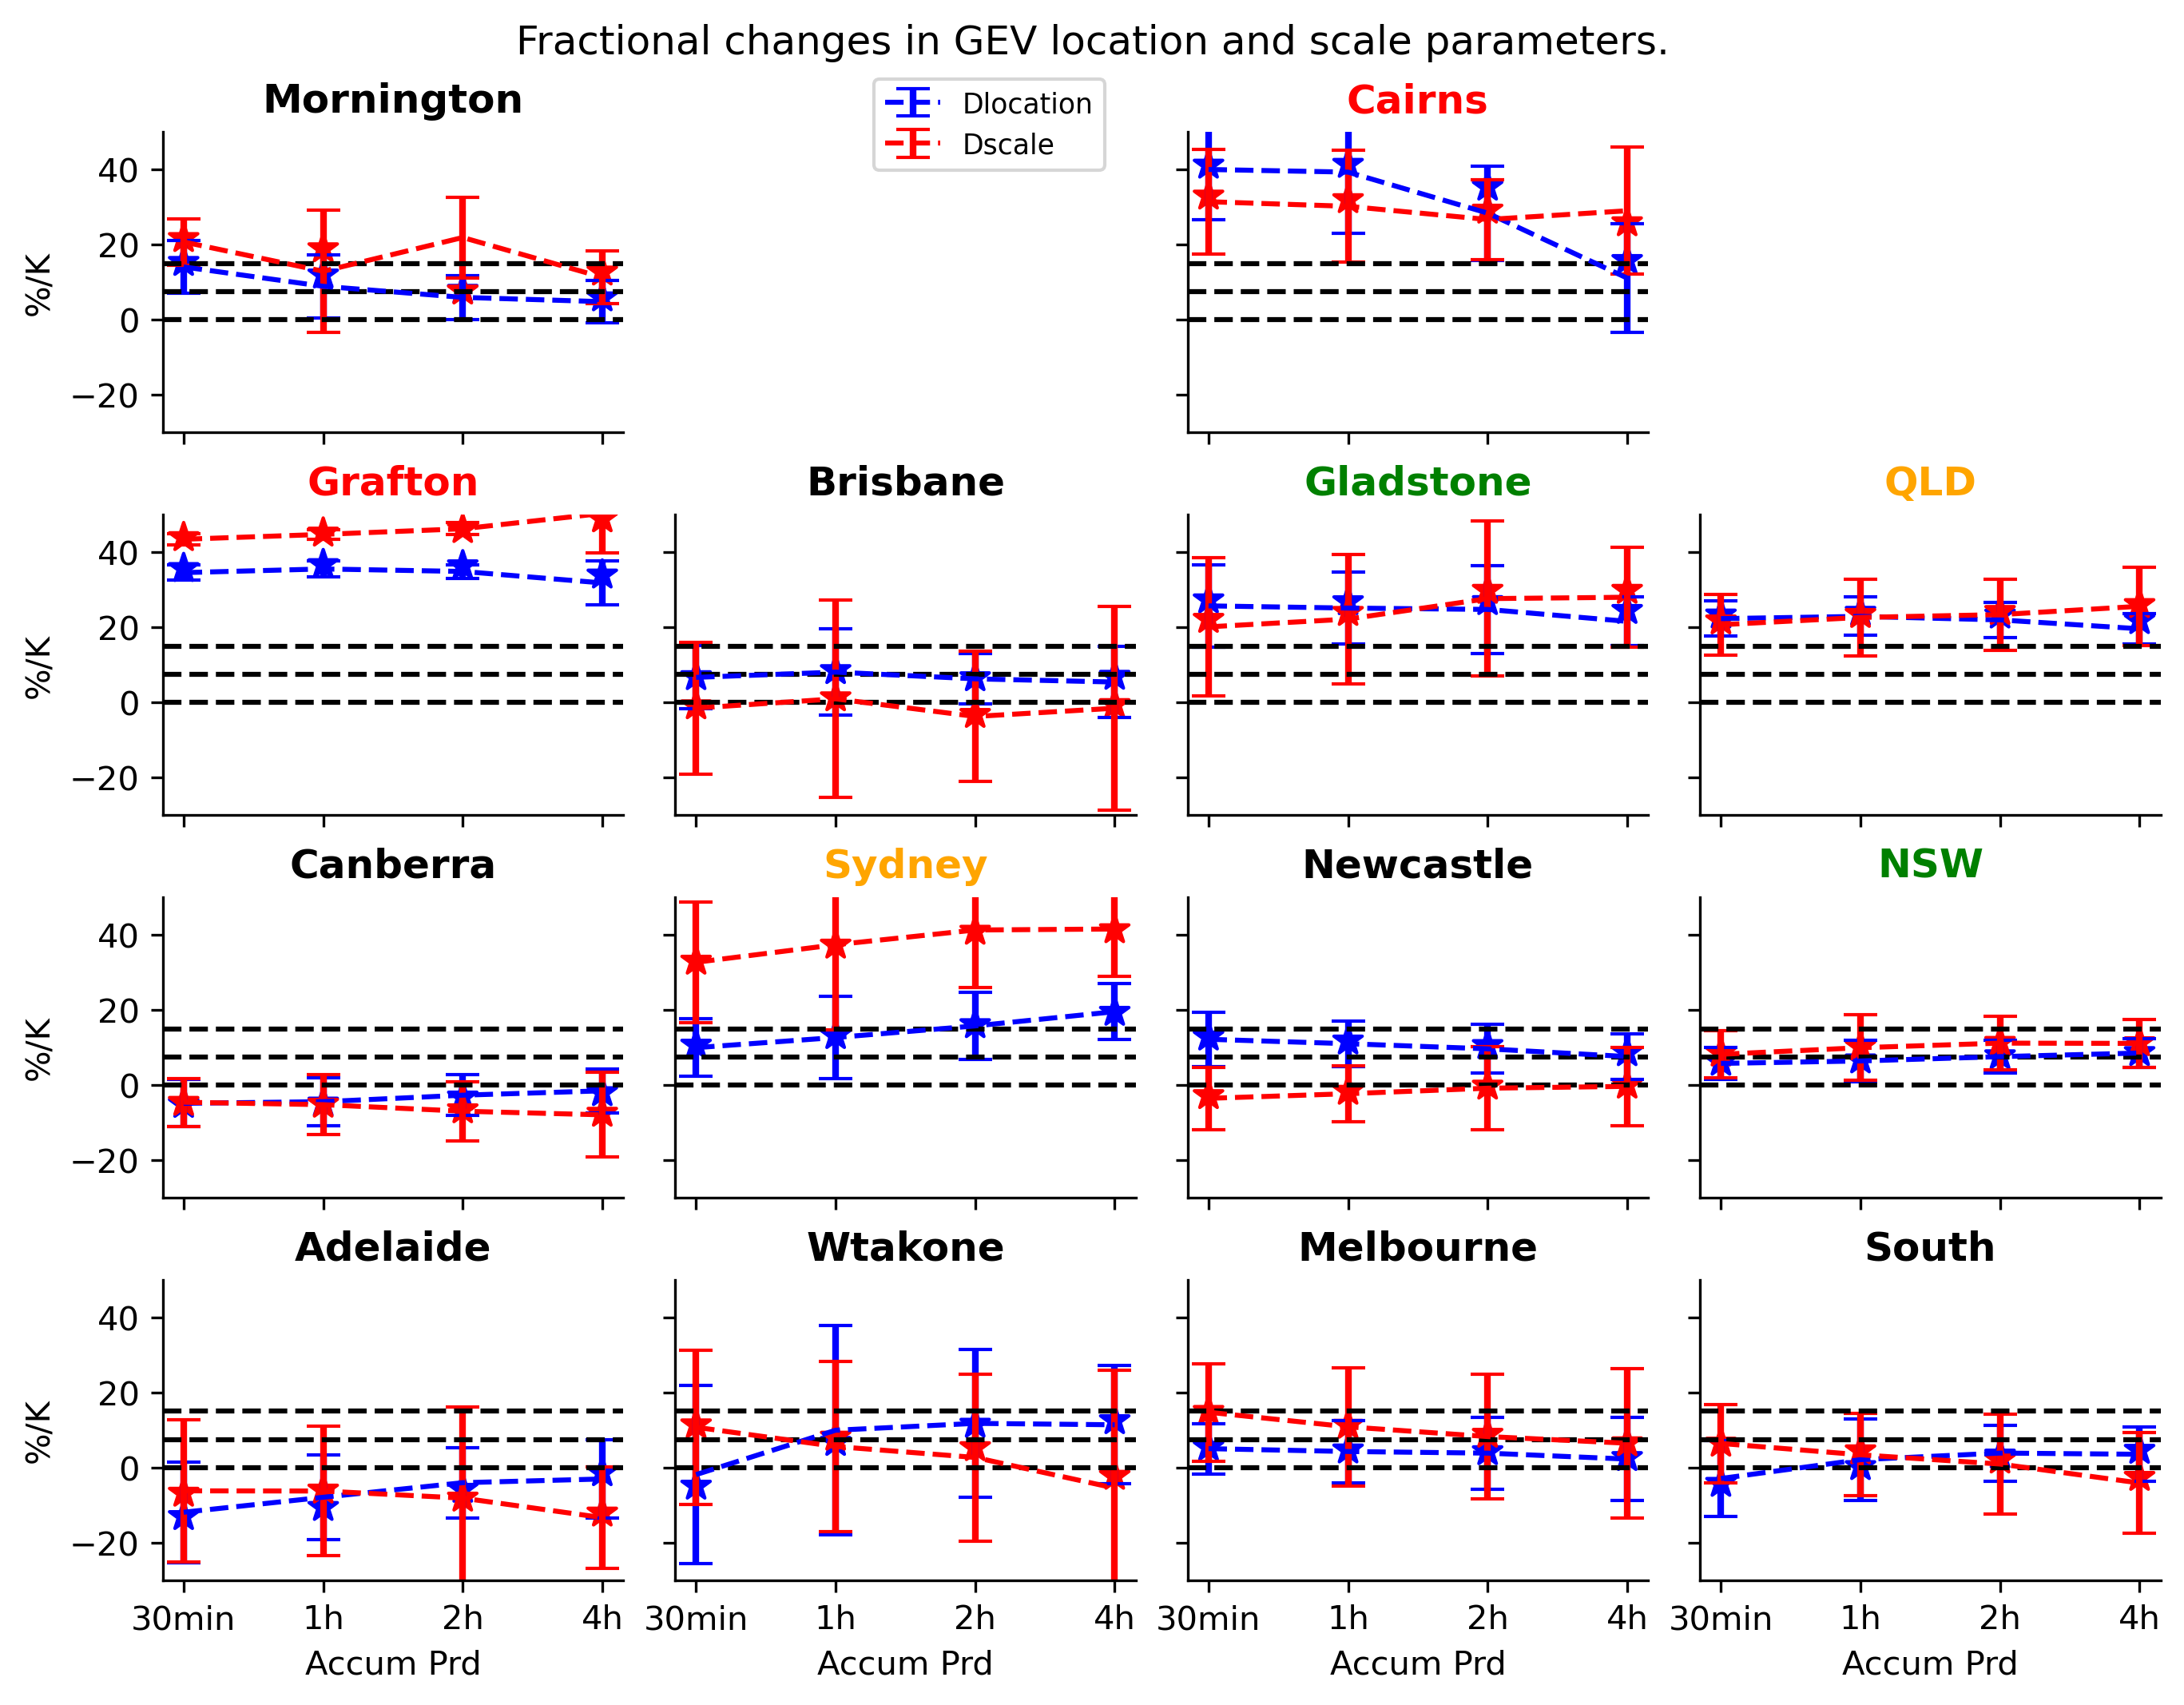 Fractional changes in GEV location and scale parameters.
Mornington
Dlocation
Dscale
Cairns
%/K
40
20
0
−20
Grafton
Brisbane
Gladstone
QLD
%/K
40
20
0
−20
Canberra
Sydney
Newcastle
NSW
%/K
40
20
0
−20
Adelaide
Wtakone
Melbourne
South
%/K
40
20
0
−20
30min 1h 2h 4h 30min 1h 2h 4h 30min 1h 2h 4h 30min 1h 2h 4h
Accum Prd Accum Prd Accum Prd Accum Prd